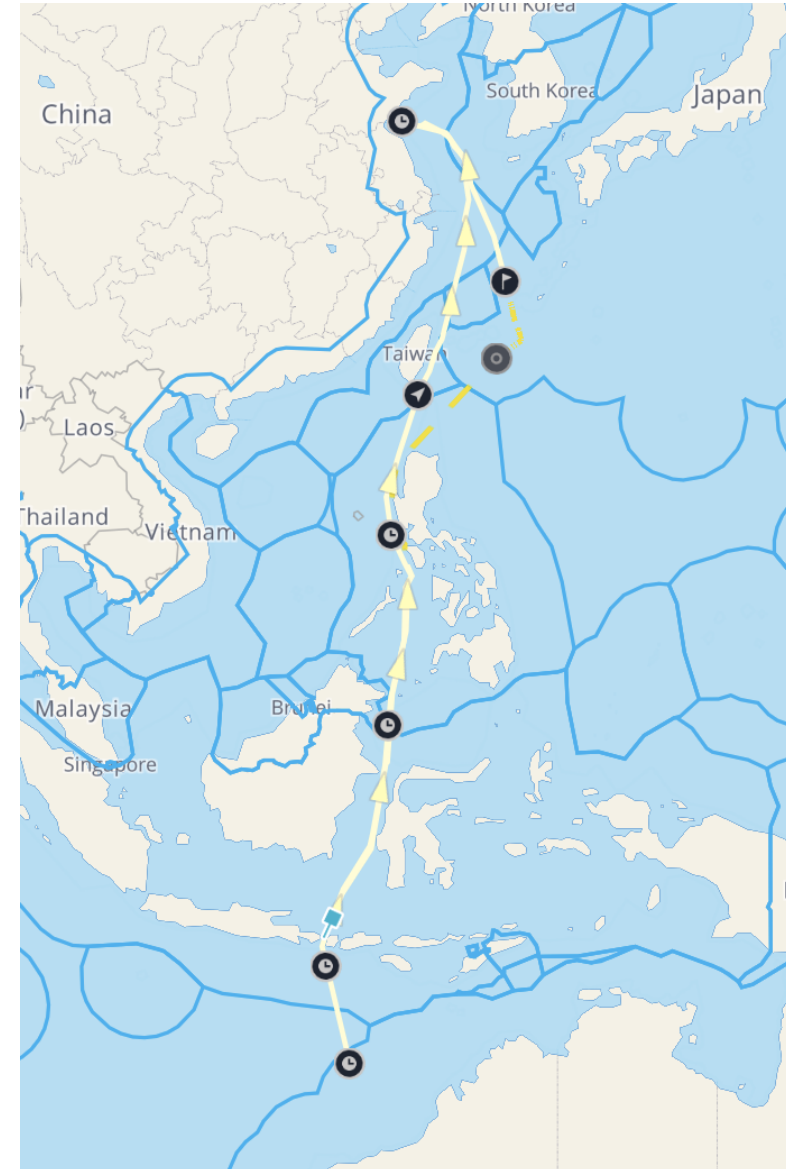 North Korea
South Korea
Japan
China
Taiwan
Laos
Thailand
Vietnam
Malaysia
Brunei
Singapore